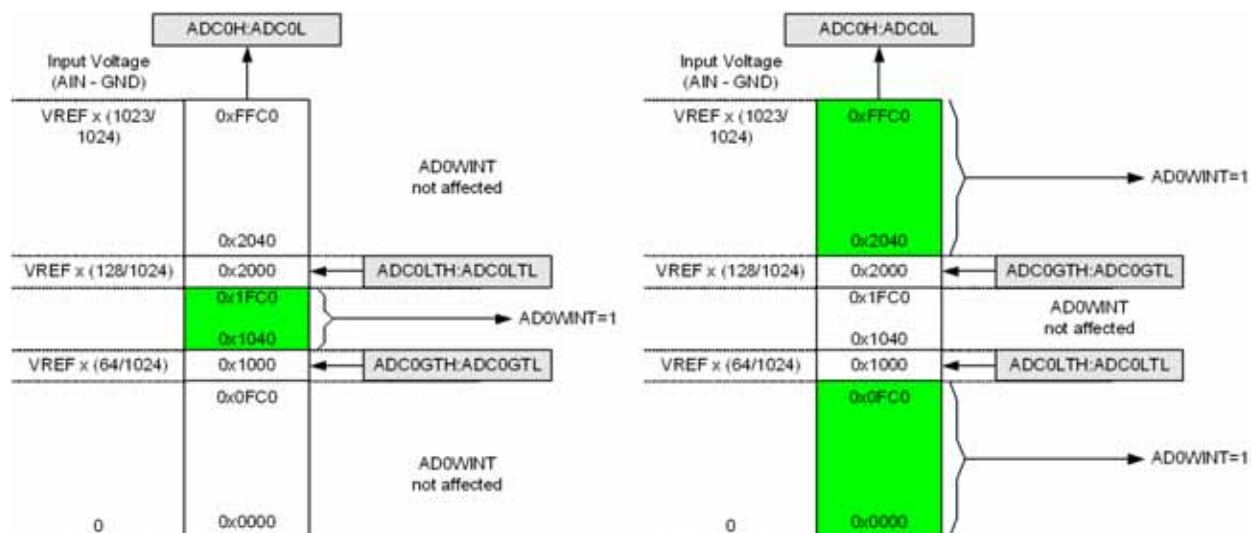 ADC0H:ADC0L
Input Voltage
(AIN - GND)
VREF x (1023/
1024)
0xFFC0
AD0WINT
not affected
0x2040
VREF x (128/1024)
0x2000
ADC0LTH:ADC0LTL
0x1FC0
AD0WINT=1
0x1040
VREF x (64/1024)
0x1000
ADC0GTH:ADC0GTL
0x0FC0
AD0WINT
not affected
0
0x0000
ADC0H:ADC0L
Input Voltage
(AIN - GND)
VREF x (1023/
1024)
0xFFC0
AD0WINT=1
0x2040
VREF x (128/1024)
0x2000
ADC0GTH:ADC0GTL
0x1FC0
AD0WINT
not affected
0x1040
VREF x (64/1024)
0x1000
ADC0LTH:ADC0LTL
0x0FC0
AD0WINT=1
0
0x0000